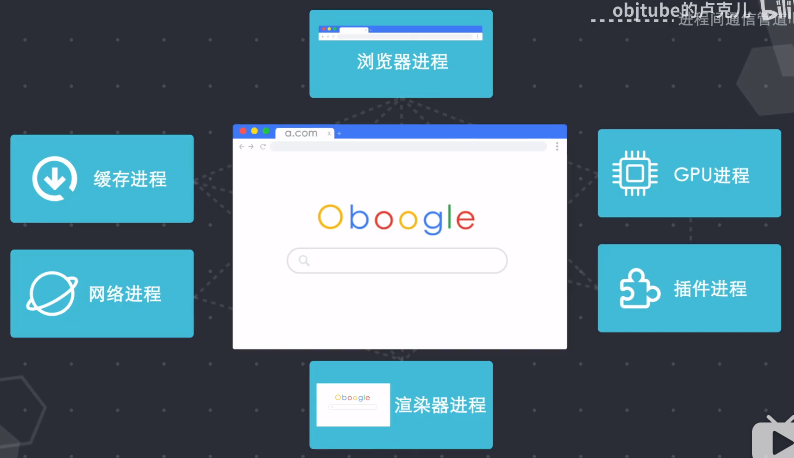 objtube的卢克儿
进程间通信管道
浏览器进程
缓存进程
a.com
GPU进程
Oboogle
网络进程
插件进程
Oboogle
渲染器进程